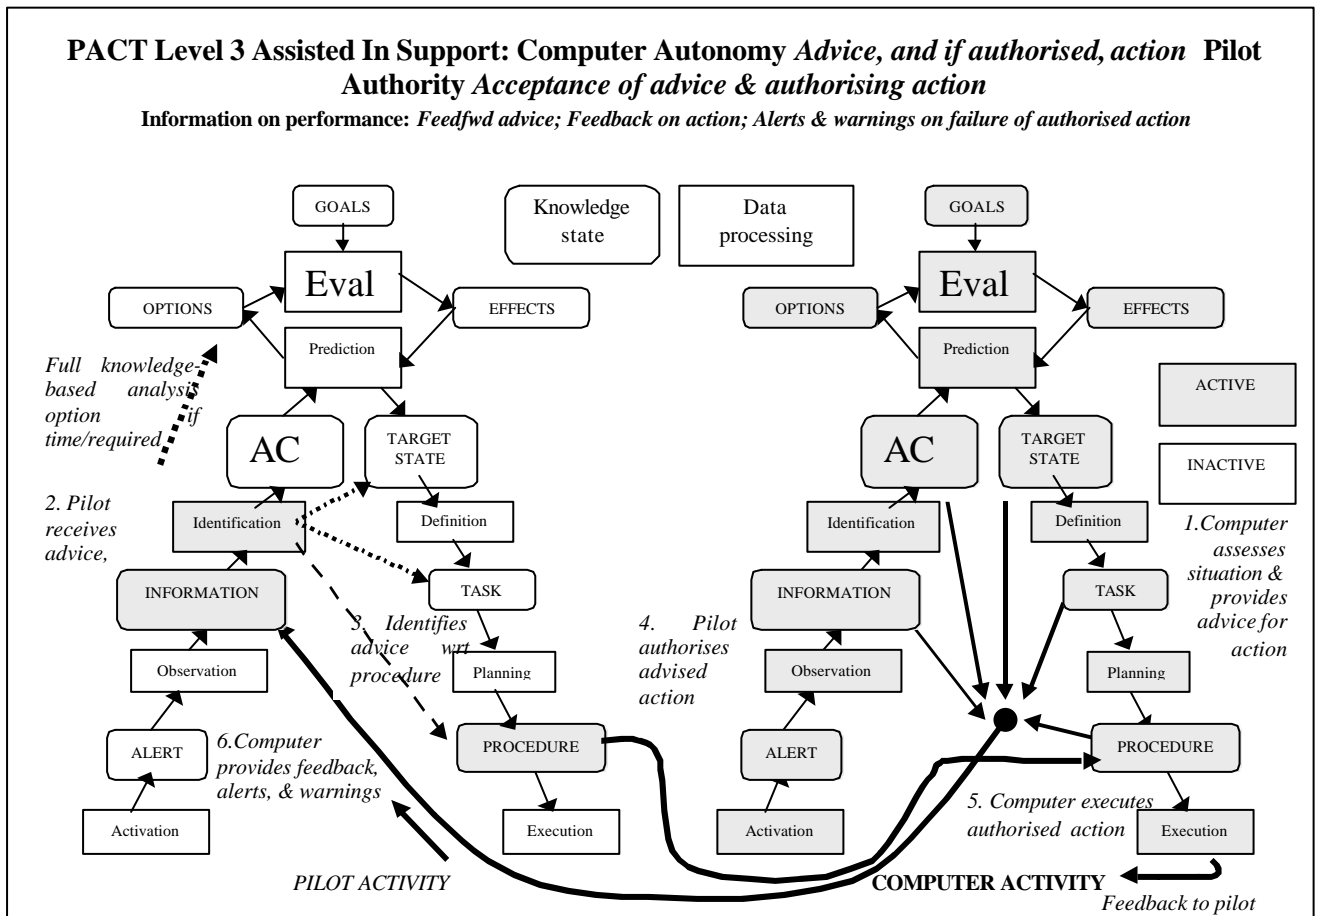 PACT Level 3 Assisted In Support: Computer Autonomy Advice, and if authorised, action Pilot
Authority Acceptance of advice & authorising action
Information on performance: Feedfwd advice; Feedback on action; Alerts & warnings on failure of authorised action
GOALS
Eval
OPTIONS
EFFECTS
Prediction
Full knowledge-
based analysis
option if
time/required
AC
TARGET
STATE
2. Pilot
receives
advice,
Identification
Definition
INFORMATION
TASK
3. Identifies
advice wrt
procedure
Observation
Planning
ALERT
6.Computer
provides feedback,
alerts, & warnings
PROCEDURE
Activation
Execution
PILOT ACTIVITY
Knowledge
state
Data
processing
GOALS
Eval
OPTIONS
EFFECTS
Prediction
ACTIVE
AC
TARGET
STATE
INACTIVE
Identification
Definition
1.Computer
assesses
situation &
provides
advice for
action
INFORMATION
TASK
4. Pilot
authorises
advised
action
Observation
Planning
ALERT
PROCEDURE
5. Computer executes
authorised action
Activation
Execution
COMPUTER ACTIVITY
Feedback to pilot